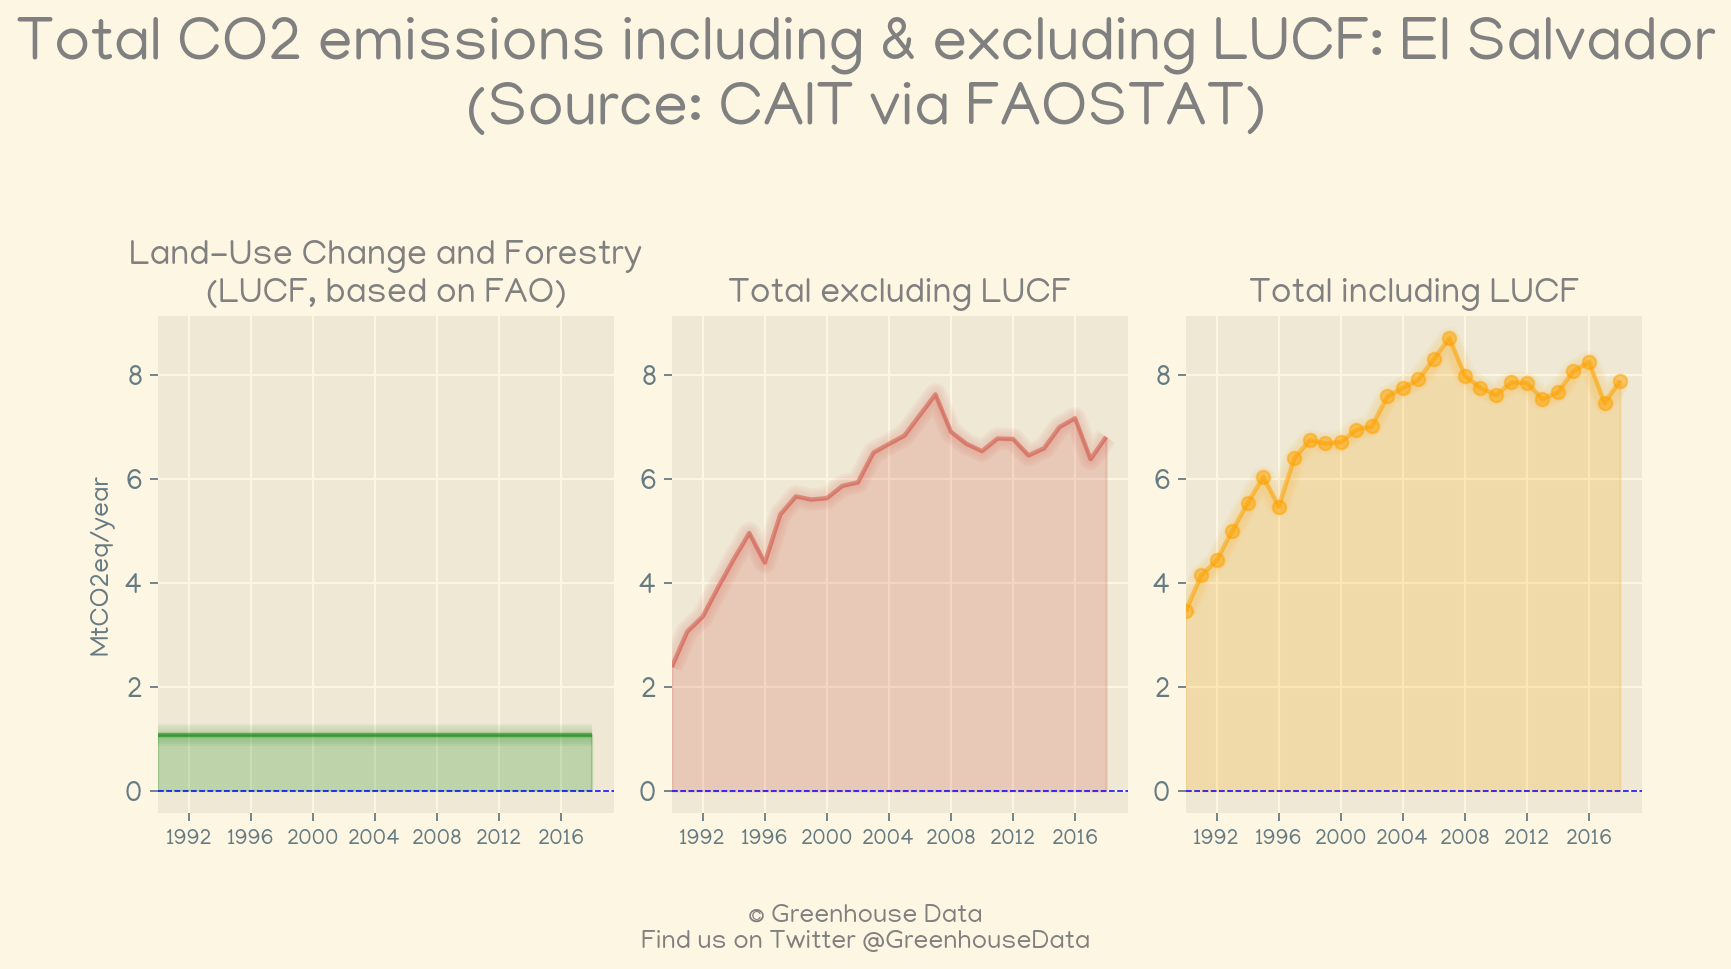 Total CO2 emissions including & excluding LUCF: El Salvador
(Source: CAIT via FAOSTAT)
Land-Use Change and Forestry
(LUCF, based on FAO)
Total excluding LUCF
Total including LUCF
MtCO2eq/year
8
6
4
2
0
1992 1996 2000 2004 2008 2012 2016
8
6
4
2
0
1992 1996 2000 2004 2008 2012 2016
8
6
4
2
0
1992 1996 2000 2004 2008 2012 2016
© Greenhouse Data
Find us on Twitter @GreenhouseData